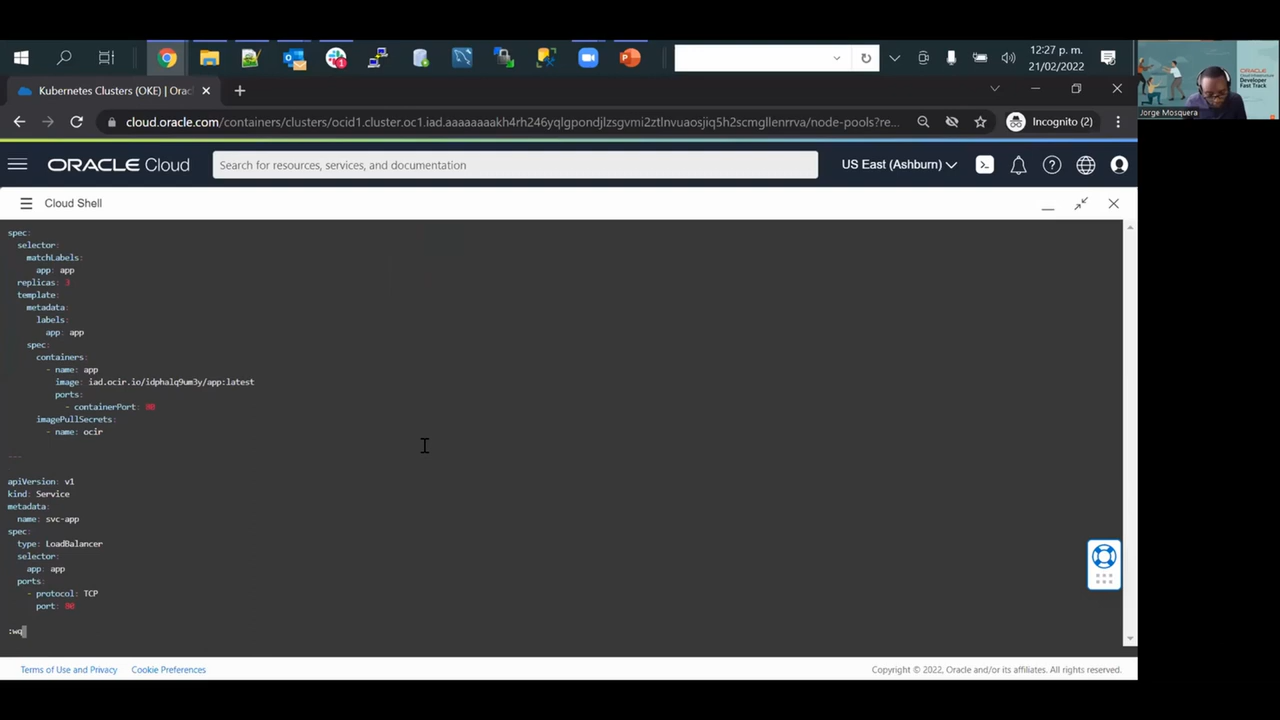 12:27 p. m.
21/02/2022
Kubernetes Clusters (OKE) | Orac
cloud.oracle.com/containers/clusters/ocid1.cluster.oc1.iad.aaaaaaaakh4rh246yqlgpondjlzsgvmi2ztlnvuaosjiq5h2scmgllenrrva/node-pools?re...
Incognito (2)
ORACLE Cloud
Search for resources, services, and documentation
US East (Ashburn)
Cloud Shell
spec:
selector:
matchLabels:
app: app
replicas: 3
template:
metadata:
labels:
app: app
spec:
containers:
- name: app
image: iad.ocir.io/idphalq9um3y/app:latest
ports:
- containerPort: 80
imagePullSecrets:
- name: ocir
---
apiVersion: v1
kind: Service
metadata:
name: svc-app
spec:
type: LoadBalancer
selector:
app: app
ports:
- protocol: TCP
port: 80
:wq
Terms of Use and Privacy
Cookie Preferences
Copyright © 2022, Oracle and/or its affiliates. All rights reserved.
ORACLE
Developer
Fast Track
Jorge Mosquera